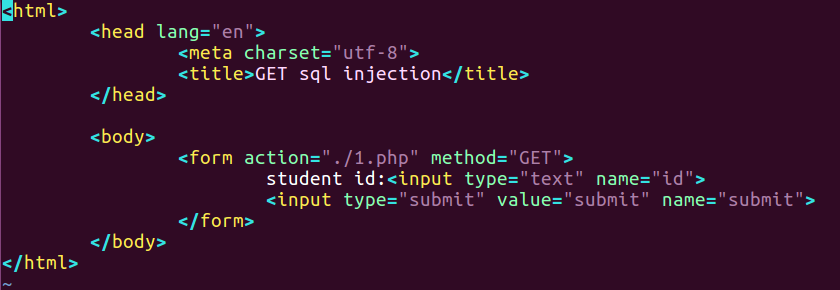 <html>
<head lang="en">
<meta charset="utf-8">
<title>GET sql injection</title>
</head>
<body>
<form action="./1.php" method="GET">
student id:<input type="text" name="id">
<input type="submit" value="submit" name="submit">
</form>
</body>
</html>
~